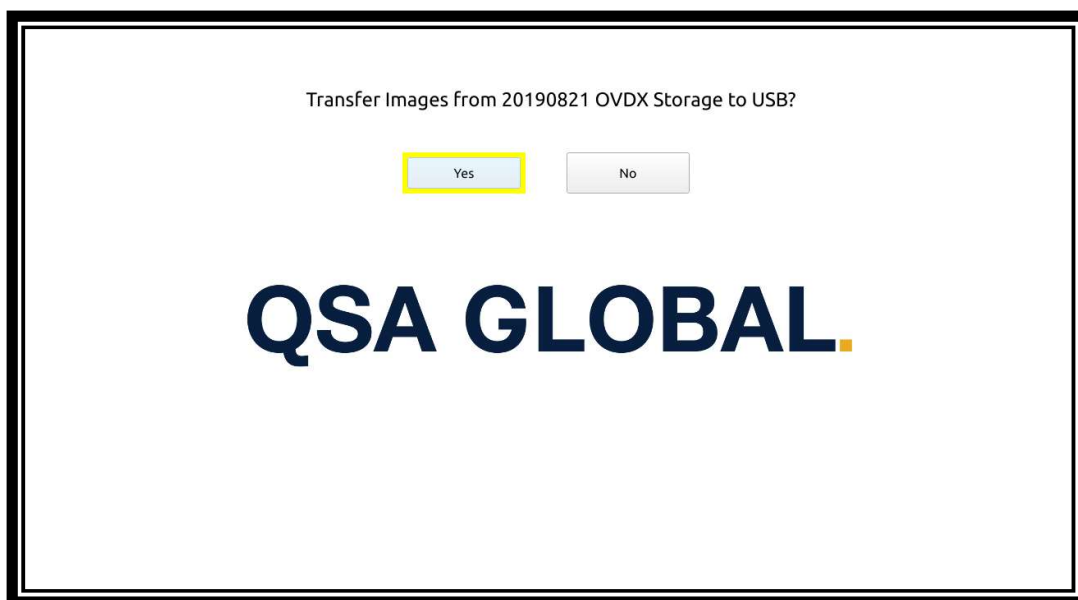 Transfer Images from 20190821 OVDX Storage to USB?
Yes No
QSA GLOBAL.